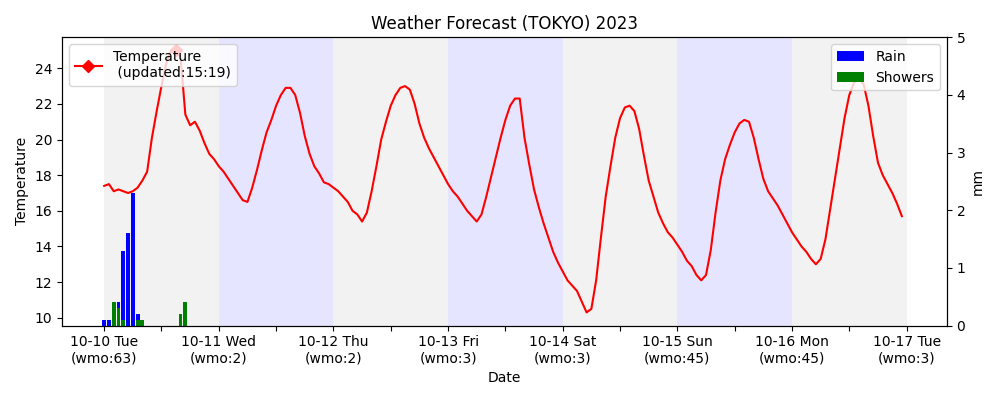 Weather Forecast (TOKYO) 2023
Temperature
(updated:15:19)
Rain
Showers
24
22
20
18
16
14
12
10
Temperature
5
4
3
2
1
0
mm
10-10 Tue 10-11 Wed 10-12 Thu 10-13 Fri 10-14 Sat 10-15 Sun 10-16 Mon 10-17 Tue
(wmo:63) (wmo:2) (wmo:2) (wmo:3) (wmo:3) (wmo:45) (wmo:45) (wmo:3)
Date